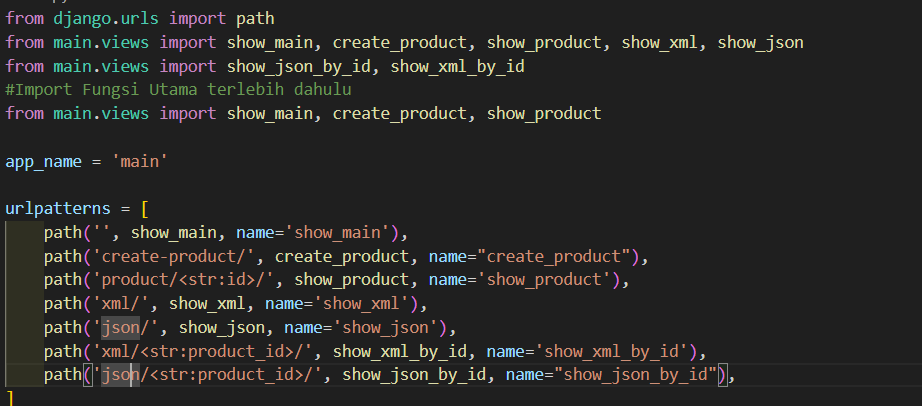 from django.urls import path
from main.views import show_main, create_product, show_product, show_xml, show_json
from main.views import show_json_by_id, show_xml_by_id
#Import Fungsi Utama terlebih dahulu
from main.views import show_main, create_product, show_product
app_name = 'main'
urlpatterns = [
path('', show_main, name='show_main'),
path('create-product/', create_product, name="create_product"),
path('product/<str:id>/', show_product, name='show_product'),
path('xml/', show_xml, name='show_xml'),
path('json/', show_json, name='show_json'),
path('xml/<str:product_id>/', show_xml_by_id, name='show_xml_by_id'),
path('json/<str:product_id>/', show_json_by_id, name="show_json_by_id"),
]